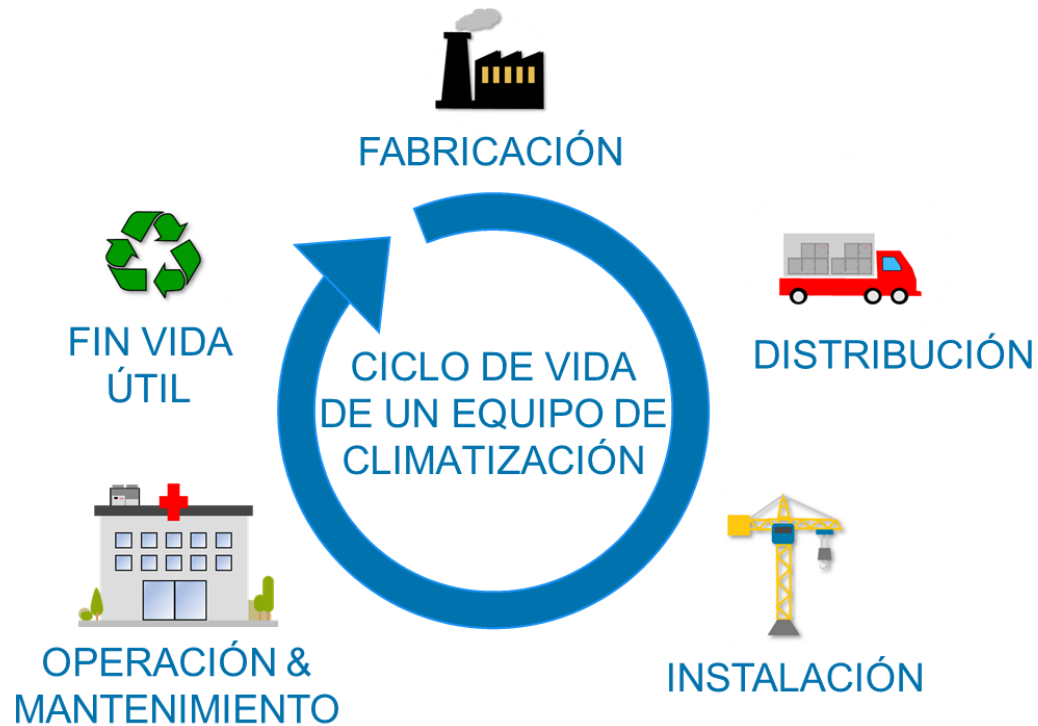 FABRICACIÓN
DISTRIBUCIÓN
INSTALACIÓN
OPERACIÓN &
MANTENIMIENTO
FIN VIDA
ÚTIL
CICLO DE VIDA
DE UN EQUIPO DE
CLIMATIZACIÓN